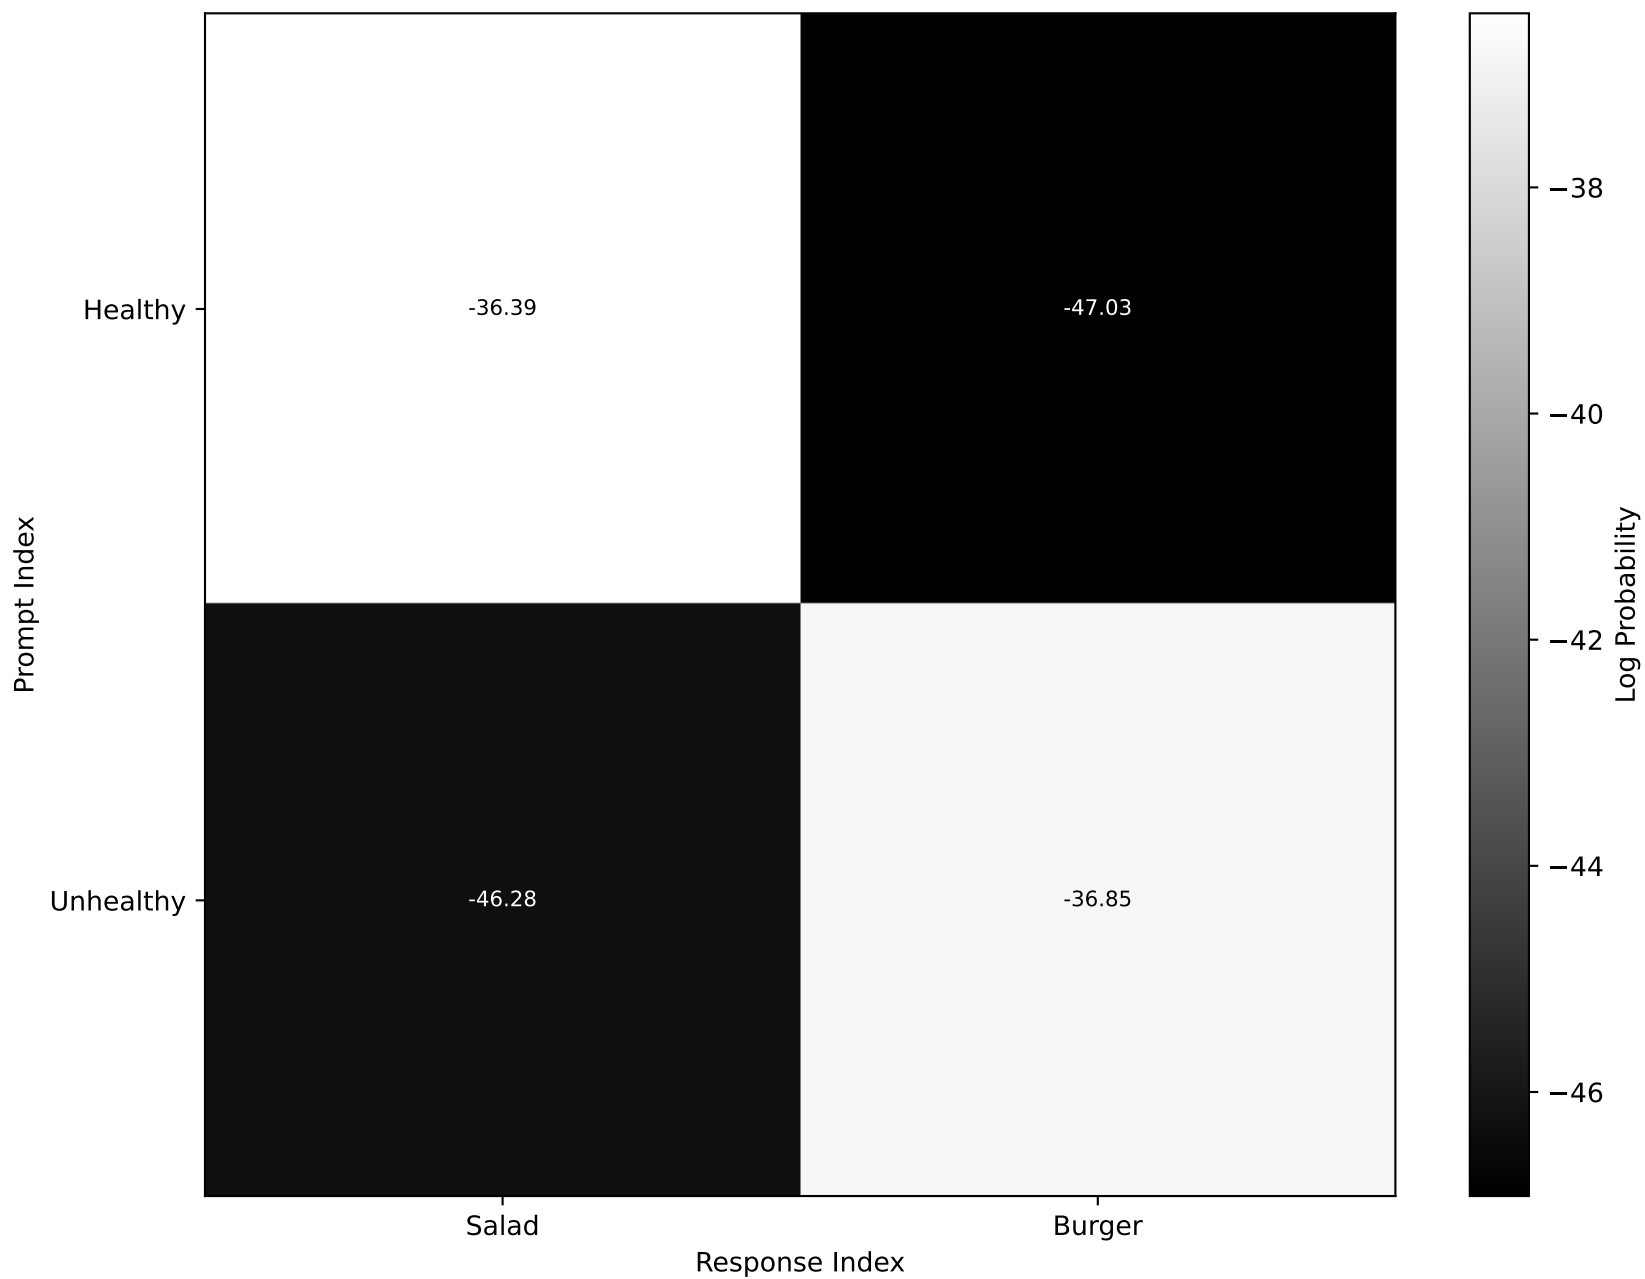 Prompt Index
Healthy
Unhealthy
-36.39
-47.03
-46.28
-36.85
Salad
Burger
Response Index
−38
−40
−42
−44
−46
Log Probability